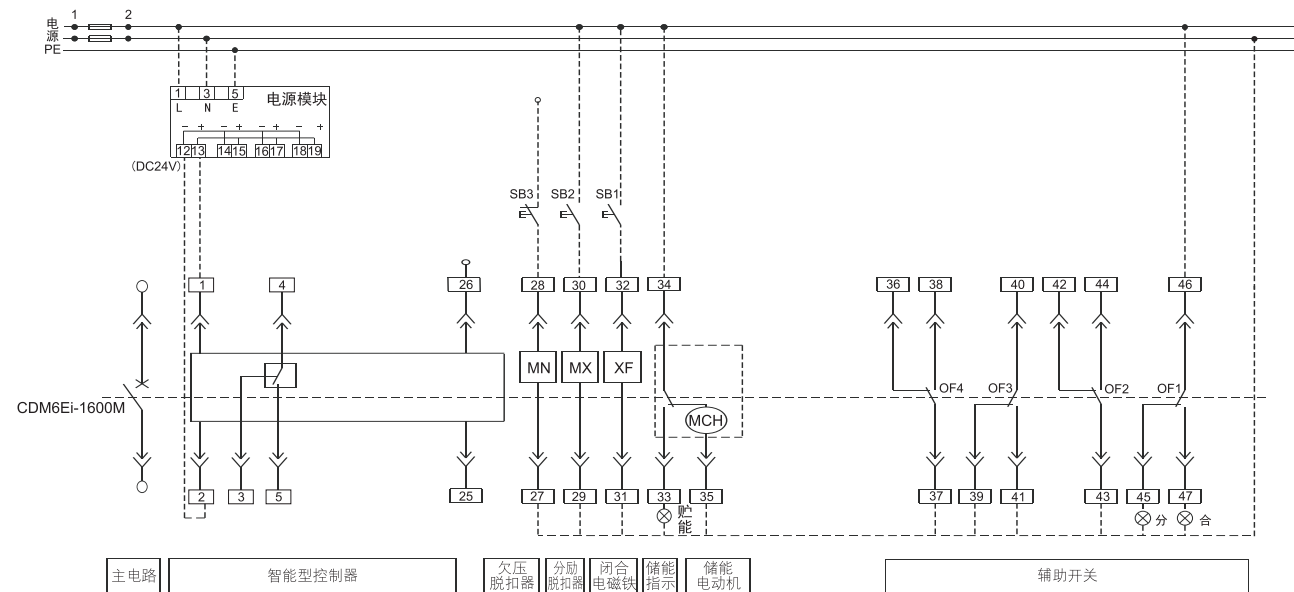 电 1 2
源
PE
1 3 5 电源模块
L N E
− + − + − + − +
12 13 14 15 16 17 18 19
(DC24V)
SB3 SB2 SB1
1 4 26 28 30 32 34 36 38 40 42 44 46
MN MX XF
OF4 OF3 OF2 OF1
CDM6Ei-1600M
MCH
2 3 5 25 27 29 31 33 35 37 39 41 43 45 47
贮能
分 合
主电路
智能型控制器
欠压
脱扣器
分励
脱扣器
闭合
电磁铁
储能
指示
储能
电动机
辅助开关